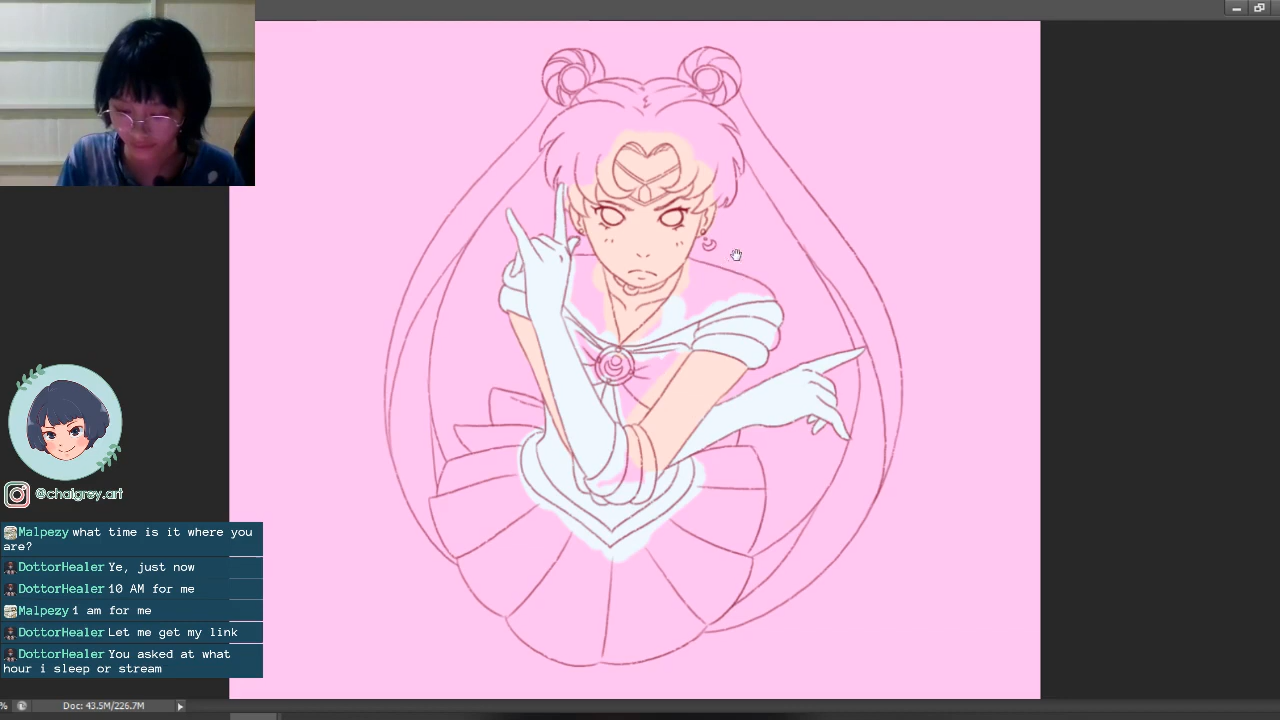 @chaigrey.art
Malpezy what time is it where you
are?
DottorHealer Ye, just now
DottorHealer 10 AM for me
Malpezy 1 am for me
DottorHealer Let me get my link
DottorHealer You asked at what
hour i sleep or stream
% Doc: 43.5M/226.7M